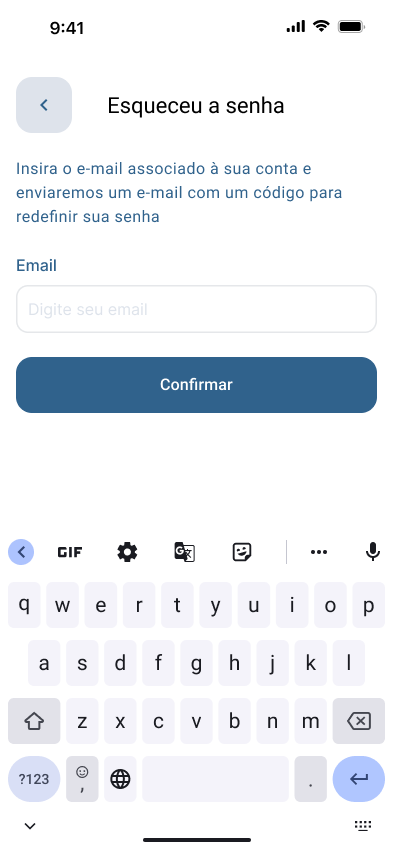 9:41
Esqueceu a senha
Insira o e-mail associado à sua conta e
enviaremos um e-mail com um código para
redefinir sua senha
Email
Digite seu email
Confirmar
GIF
q w e r t y u i o p
a s d f g h j k l
z x c v b n m
?123 , .